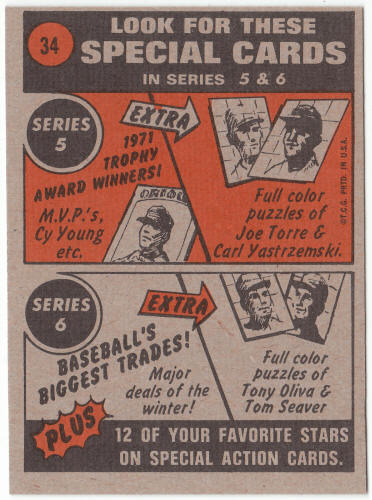 34
LOOK FOR THESE
SPECIAL CARDS
IN SERIES 5 & 6
SERIES
5
EXTRA
1971
TROPHY
AWARD WINNERS!
M.V.P.'s,
Cy Young
etc.
ORIOL
Full color
puzzles of
Joe Torre &
Carl Yastrzemski.
©T.C.G. PRTD. IN U.S.A.
SERIES
6
EXTRA
BASEBALL'S
BIGGEST TRADES!
Major
deals of the
winter!
Full color
puzzles of
Tony Oliva &
Tom Seaver
PLUS
12 OF YOUR FAVORITE STARS
ON SPECIAL ACTION CARDS.